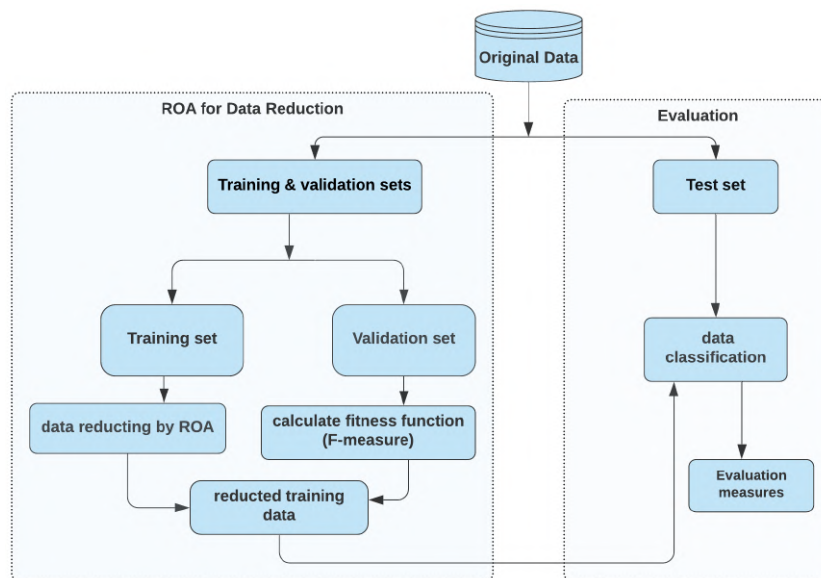 Original Data
ROA for Data Reduction
Evaluation
Training & validation sets
Test set
Training set
Validation set
data
classification
data reducting by ROA
calculate fitness function
(F-measure)
Evaluation
measures
reducted training
data